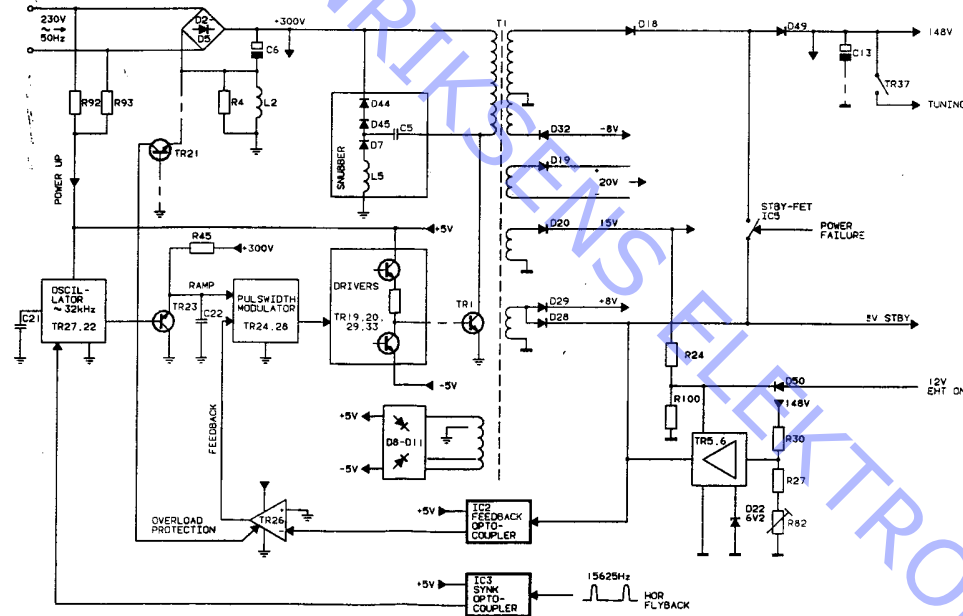 230V
50Hz
D2-
D5
+300V
C6
T1
D18
D49
148V
C13
TR37
TUNING
R92
R93
R4
L2
D44
D45
C5
D7
L5
SNUBBER
D32
-8V
D19
+
20V
-
TR21
POWER UP
STBY-FET
IC5
POWER
FAILURE
R45
+300V
+5V
D20
15V
OSCIL-
LATOR
~ 32kHz
TR27.22
C21
TR23
RAMP
C22
PULSWIDTH
MODULATOR
TR24.28
DRIVERS
TR19,20,
29.33
TR1
D29
+8V
D28
5V STBY
-5V
R24
R100
D50
12V
EHT ON
148V
R30
TR5.6
R27
D22
6V2
R82
+5V
D8-D11
-5V
FEEDBACK
OVERLOAD
PROTECTION
TR26
+
-
+5V
IC2
FEEDBACK
OPTO-
COUPLER
+5V
IC3
SYNK
OPTO-
COUPLER
15625Hz
HOR
FLYBACK
HENRIKSENS ELEKTRO